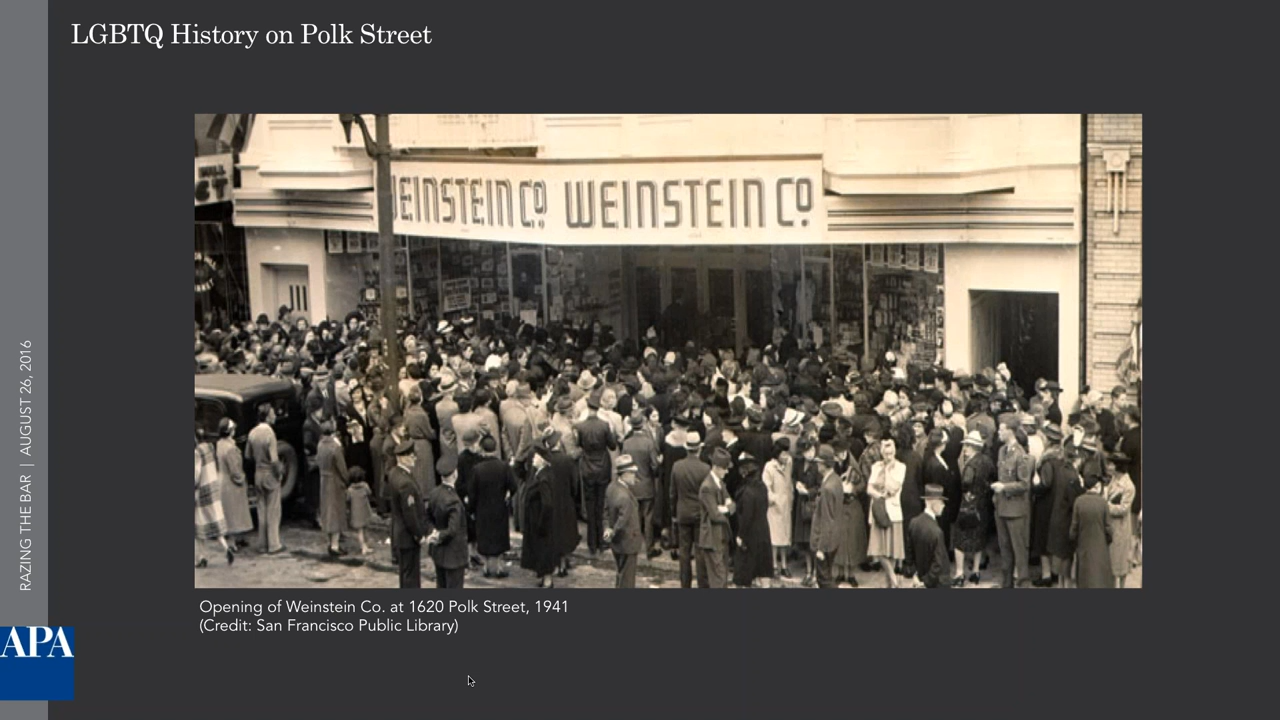 LGBTQ History on Polk Street
WEINSTEIN CO. WEINSTEIN CO.
Opening of Weinstein Co. at 1620 Polk Street, 1941
(Credit: San Francisco Public Library)
RAZING THE BAR | AUGUST 26, 2016
APA